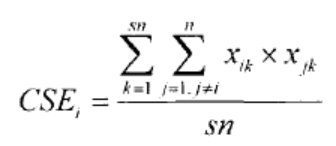 $$CSE_i = \frac{\sum_{k=1}^{sn} \sum_{j=1, j \neq i}^{n} x_{ik} \times x_{jk}}{sn}$$